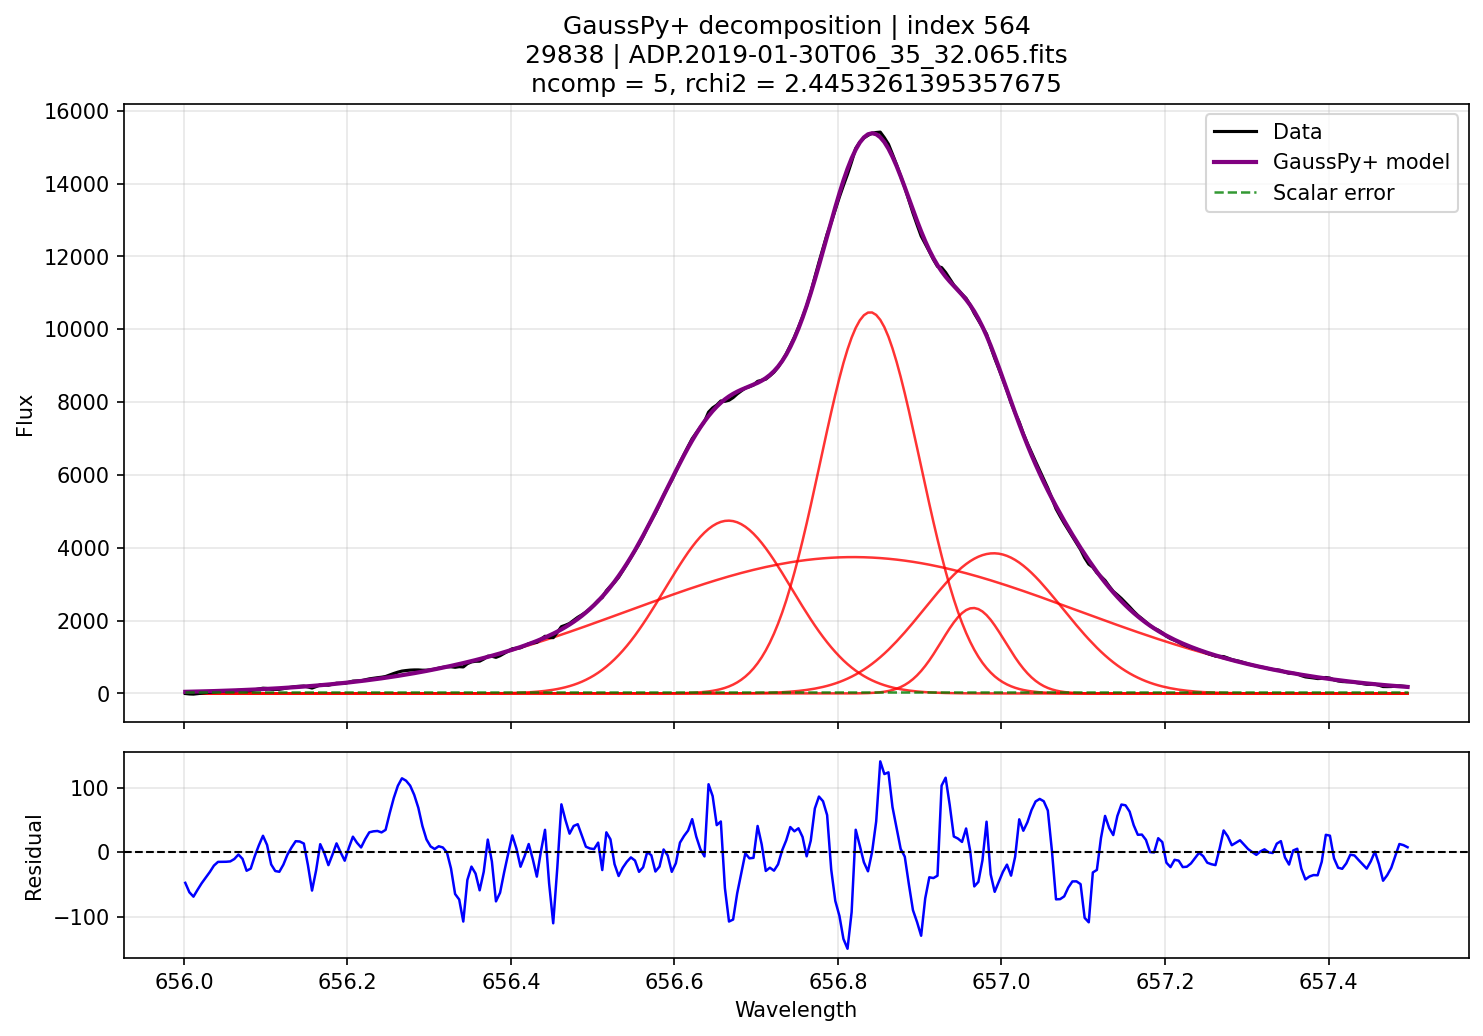 GaussPy+ decomposition | index 564
29838 | ADP.2019-01-30T06_35_32.065.fits
ncomp = 5, rchi2 = 2.4453261395357675
16000
14000
12000
10000
8000
6000
4000
2000
0
Flux
Data
GaussPy+ model
Scalar error
100
0
−100
Residual
656.0
656.2
656.4
656.6
656.8
657.0
657.2
657.4
Wavelength